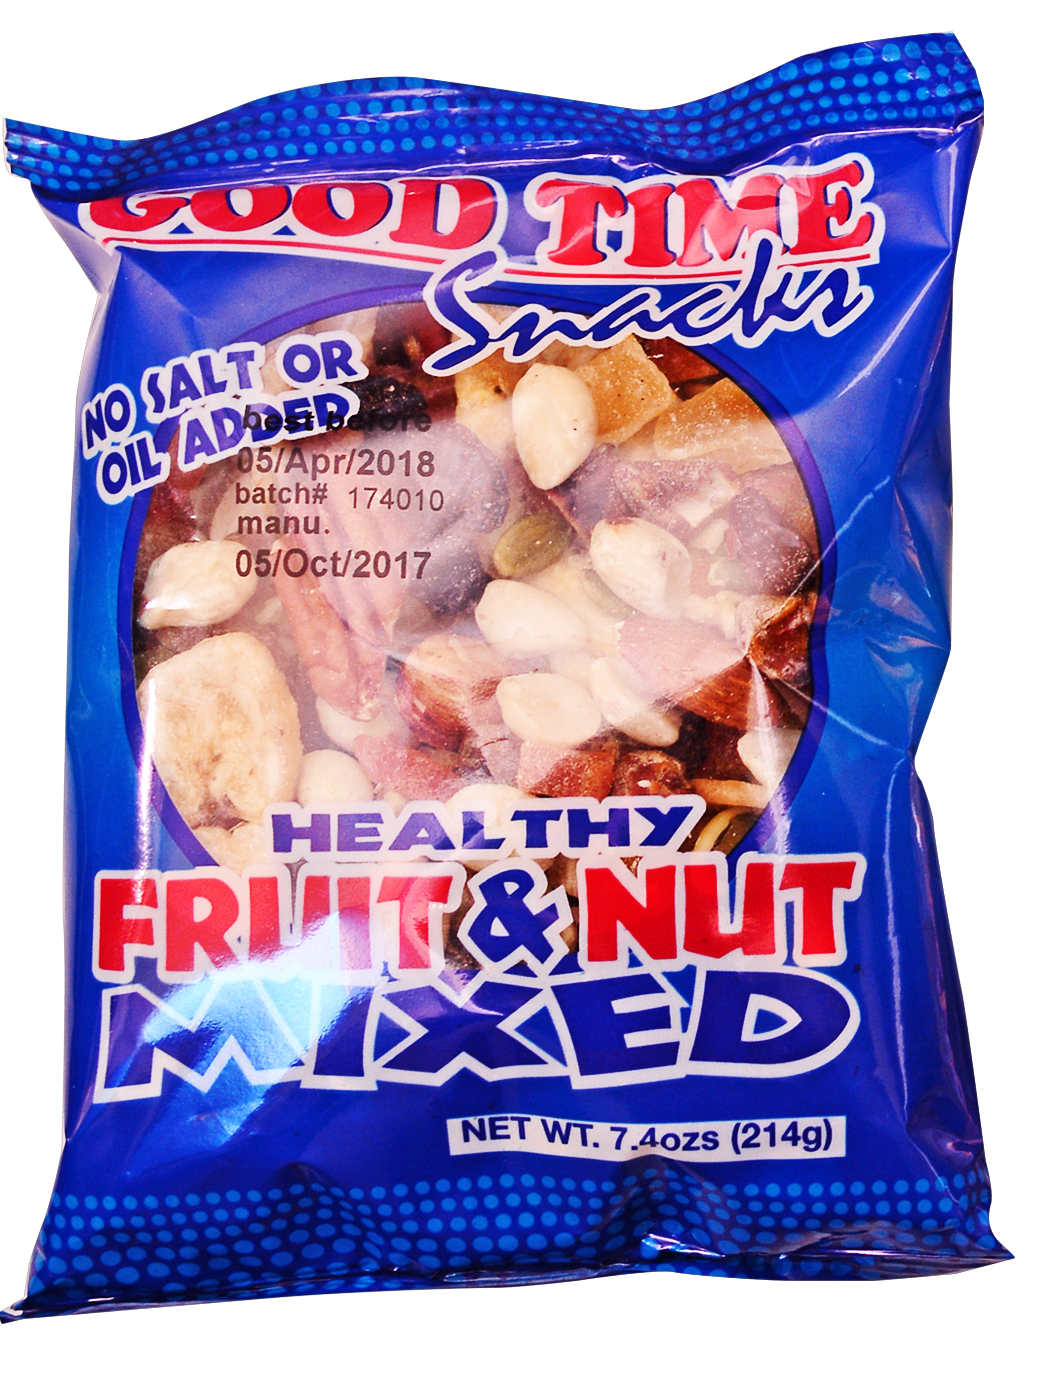 GOOD TIME
Snacks
NO SALT OR
OIL ADDED
best before
05/Apr/2018
batch# 174010
manu.
05/Oct/2017
HEALTHY
FRUIT & NUT
MIXED
NET WT. 7.4ozs (214g)